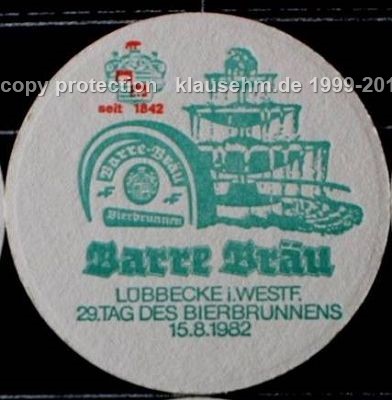 copy protection klausehm.de 1999-201
seit 1842
Barre-Bräu
Bierbrunnen
Barre Bräu
LÜBBECKE i. WESTF.
29. TAG DES BIERBRUNNENS
15.8.1982